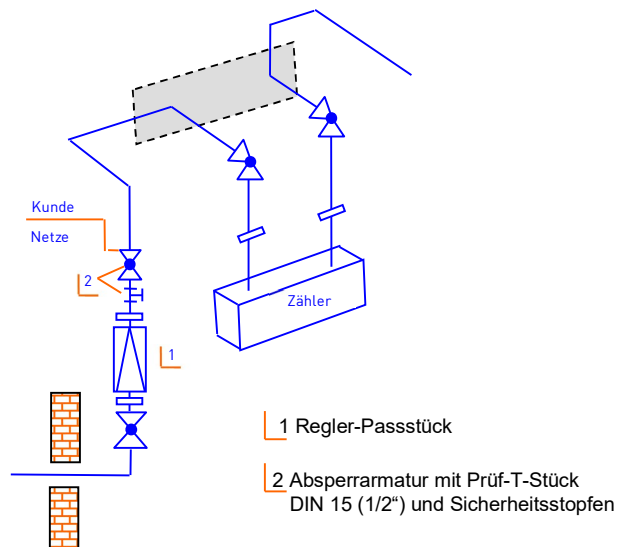 Kunde
Netze
2
Zähler
1
1 Regler-Passstück
2 Absperrarmatur mit Prüf-T-Stück
DIN 15 (1/2“) und Sicherheitsstopfen